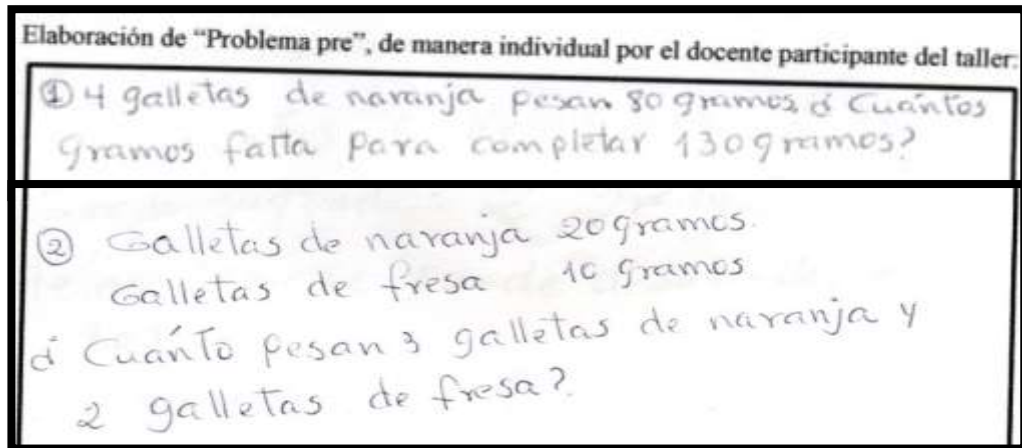 Elaboración de “Problema pre”, de manera individual por el docente participante del taller:
① 4 galletas de naranja pesan 80 gramos ¿ Cuántos
gramos falta para completar 130 gramos?
② Galletas de naranja 20 gramos.
Galletas de fresa 10 gramos
¿ Cuánto pesan 3 galletas de naranja y
2 galletas de fresa?